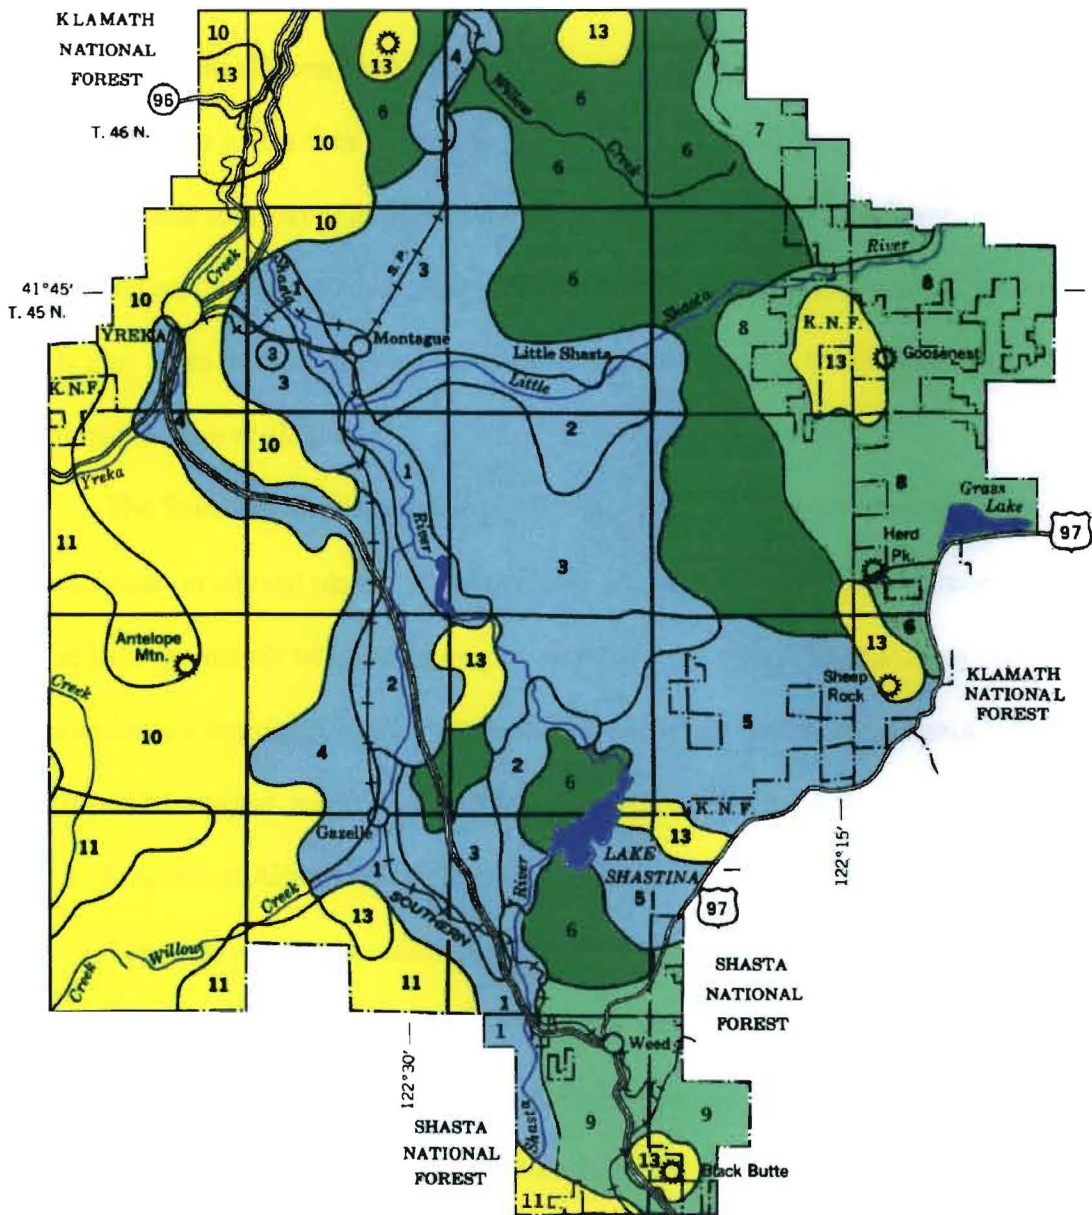 KLAMATH
NATIONAL
FOREST
10
13
13
13
A
96
T. 46 N.
10
6
Willow
Creek
6
6
7
10
Creek
41°45'
T. 45 N.
10
YREKA
Shasta
1
S. P.
3
6
Shasta
River
8
8
K. N. F.
13
Goosenest
Montague
3
3
Little Shasta
Little
K. N. F.
4
10
2
Yreka
1
River
8
Grass
Lake
97
Herd
Pk.
11
3
Antelope
Mtn.
Creek
13
13
6
Sheep
Rock
KLAMATH
NATIONAL
FOREST
2
10
4
5
2
6
K. N. F.
Gazelle
13
122°15'
11
3
River
LAKE
SHASTINA
1
5
97
Creek
13
SOUTHERN
6
Willow
Creek
11
11
SHASTA
NATIONAL
FOREST
1
1
Weed
122°30'
SHASTA
NATIONAL
FOREST
Shasta
9
9
13
Black Butte
11